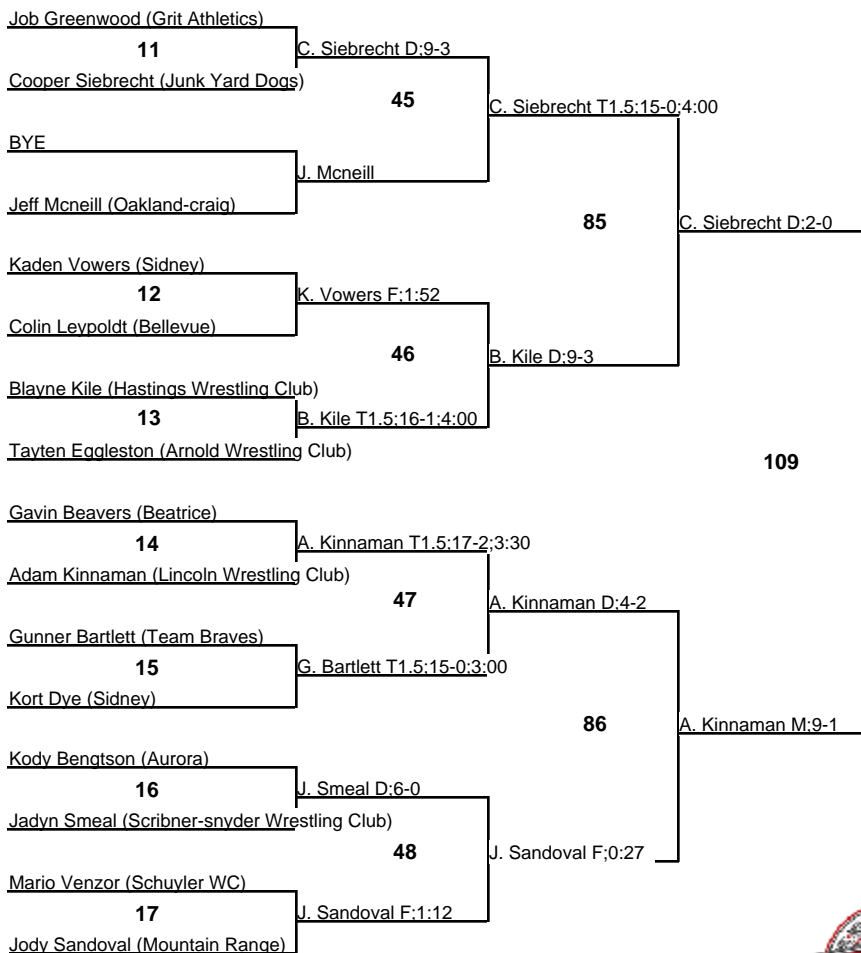 Job Greenwood (Grit Athletics)
11
C. Siebrecht D;9-3
Cooper Siebrecht (Junk Yard Dogs)
45
C. Siebrecht T1.5;15-0;4:00
BYE
J. Mcneill
Jeff Mcneill (Oakland-craig)
85
C. Siebrecht D;2-0
Kaden Vowers (Sidney)
12
K. Vowers F;1:52
Colin Leypoldt (Bellevue)
46
B. Kile D;9-3
Blayne Kile (Hastings Wrestling Club)
13
B. Kile T1.5;16-1;4:00
Tayten Eggleston (Arnold Wrestling Club)
109
Gavin Beavers (Beatrice)
14
A. Kinnaman T1.5;17-2;3:30
Adam Kinnaman (Lincoln Wrestling Club)
47
A. Kinnaman D;4-2
Gunner Bartlett (Team Braves)
15
G. Bartlett T1.5;15-0;3:00
Kort Dye (Sidney)
86
A. Kinnaman M;9-1
Kody Bengtson (Aurora)
16
J. Smeal D;6-0
Jadyn Smeal (Scribner-snyder Wrestling Club)
48
J. Sandoval F;0:27
Mario Venzor (Schuyler WC)
17
J. Sandoval F;1:12
Jody Sandoval (Mountain Range)